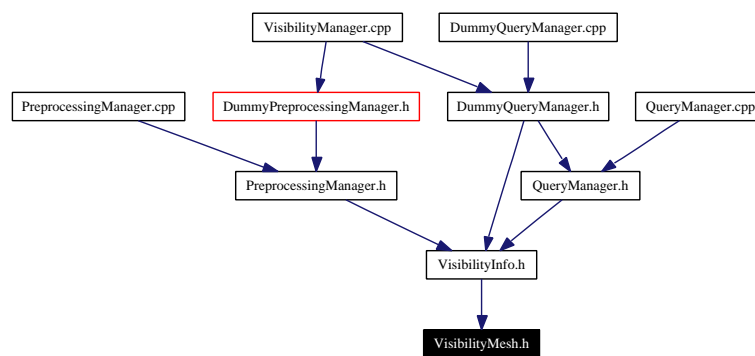 VisibilityManager.cpp
DummyQueryManager.cpp
PreprocessingManager.cpp
DummyPreprocessingManager.h
DummyQueryManager.h
QueryManager.cpp
PreprocessingManager.h
QueryManager.h
VisibilityInfo.h
VisibilityMesh.h